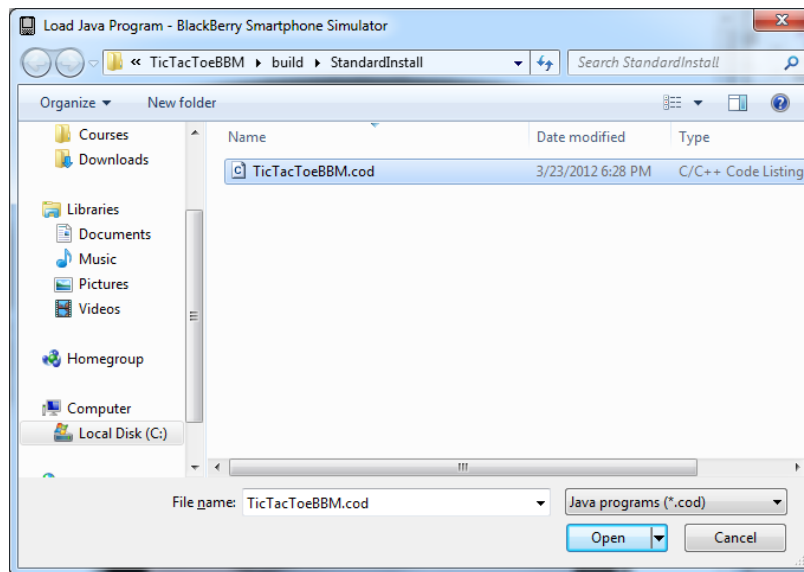 Load Java Program - BlackBerry Smartphone Simulator
« TicTacToeBBM build StandardInstall
Search StandardInstall
Organize New folder
Name Date modified Type
TicTacToeBBM.cod 3/23/2012 6:28 PM C/C++ Code Listing
Courses
Downloads
Libraries
Documents
Music
Pictures
Videos
Homegroup
Computer
Local Disk (C:)
File name: TicTacToeBBM.cod Java programs (*.cod)
Open Cancel